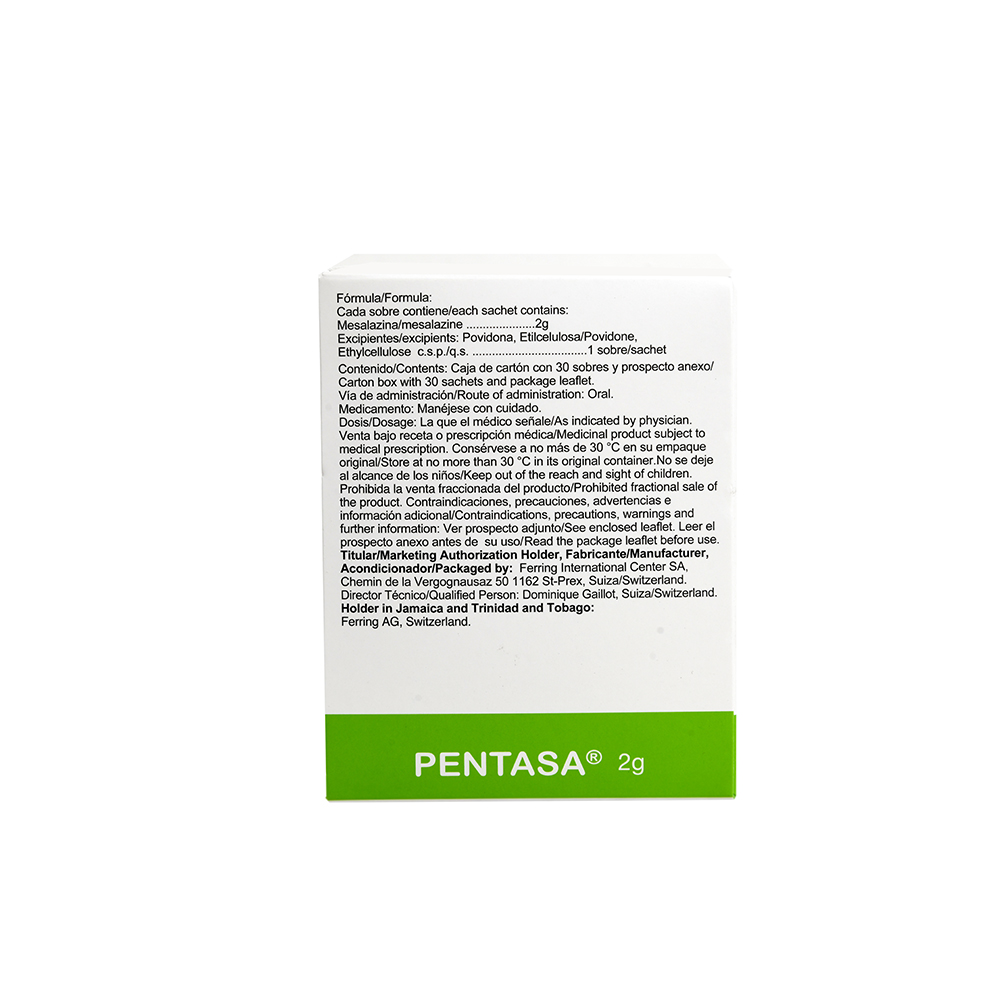 Fórmula/Formula:
Cada sobre contiene/each sachet contains:
Mesalazina/mesalazine .....................2g
Excipientes/excipients: Povidona, Etilcelulosa/Povidone,
Ethylcellulose c.s.p./q.s. ...................................1 sobre/sachet
Contenido/Contents: Caja de cartón con 30 sobres y prospecto anexo/
Carton box with 30 sachets and package leaflet.
Vía de administración/Route of administration: Oral.
Medicamento: Manéjese con cuidado.
Dosis/Dosage: La que el médico señale/As indicated by physician.
Venta bajo receta o prescripción médica/Medicinal product subject to
medical prescription. Consérvese a no más de 30 °C en su empaque
original/Store at no more than 30 °C in its original container.No se deje
al alcance de los niños/Keep out of the reach and sight of children.
Prohibida la venta fraccionada del producto/Prohibited fractional sale of
the product. Contraindicaciones, precauciones, advertencias e
información adicional/Contraindications, precautions, warnings and
further information: Ver prospecto adjunto/See enclosed leaflet. Leer el
prospecto anexo antes de su uso/Read the package leaflet before use.
Titular/Marketing Authorization Holder, Fabricante/Manufacturer,
Acondicionador/Packaged by: Ferring International Center SA,
Chemin de la Vergognausaz 50 1162 St-Prex, Suiza/Switzerland.
Director Técnico/Qualified Person: Dominique Gaillot, Suiza/Switzerland.
Holder in Jamaica and Trinidad and Tobago:
Ferring AG, Switzerland.
PENTASA® 2g